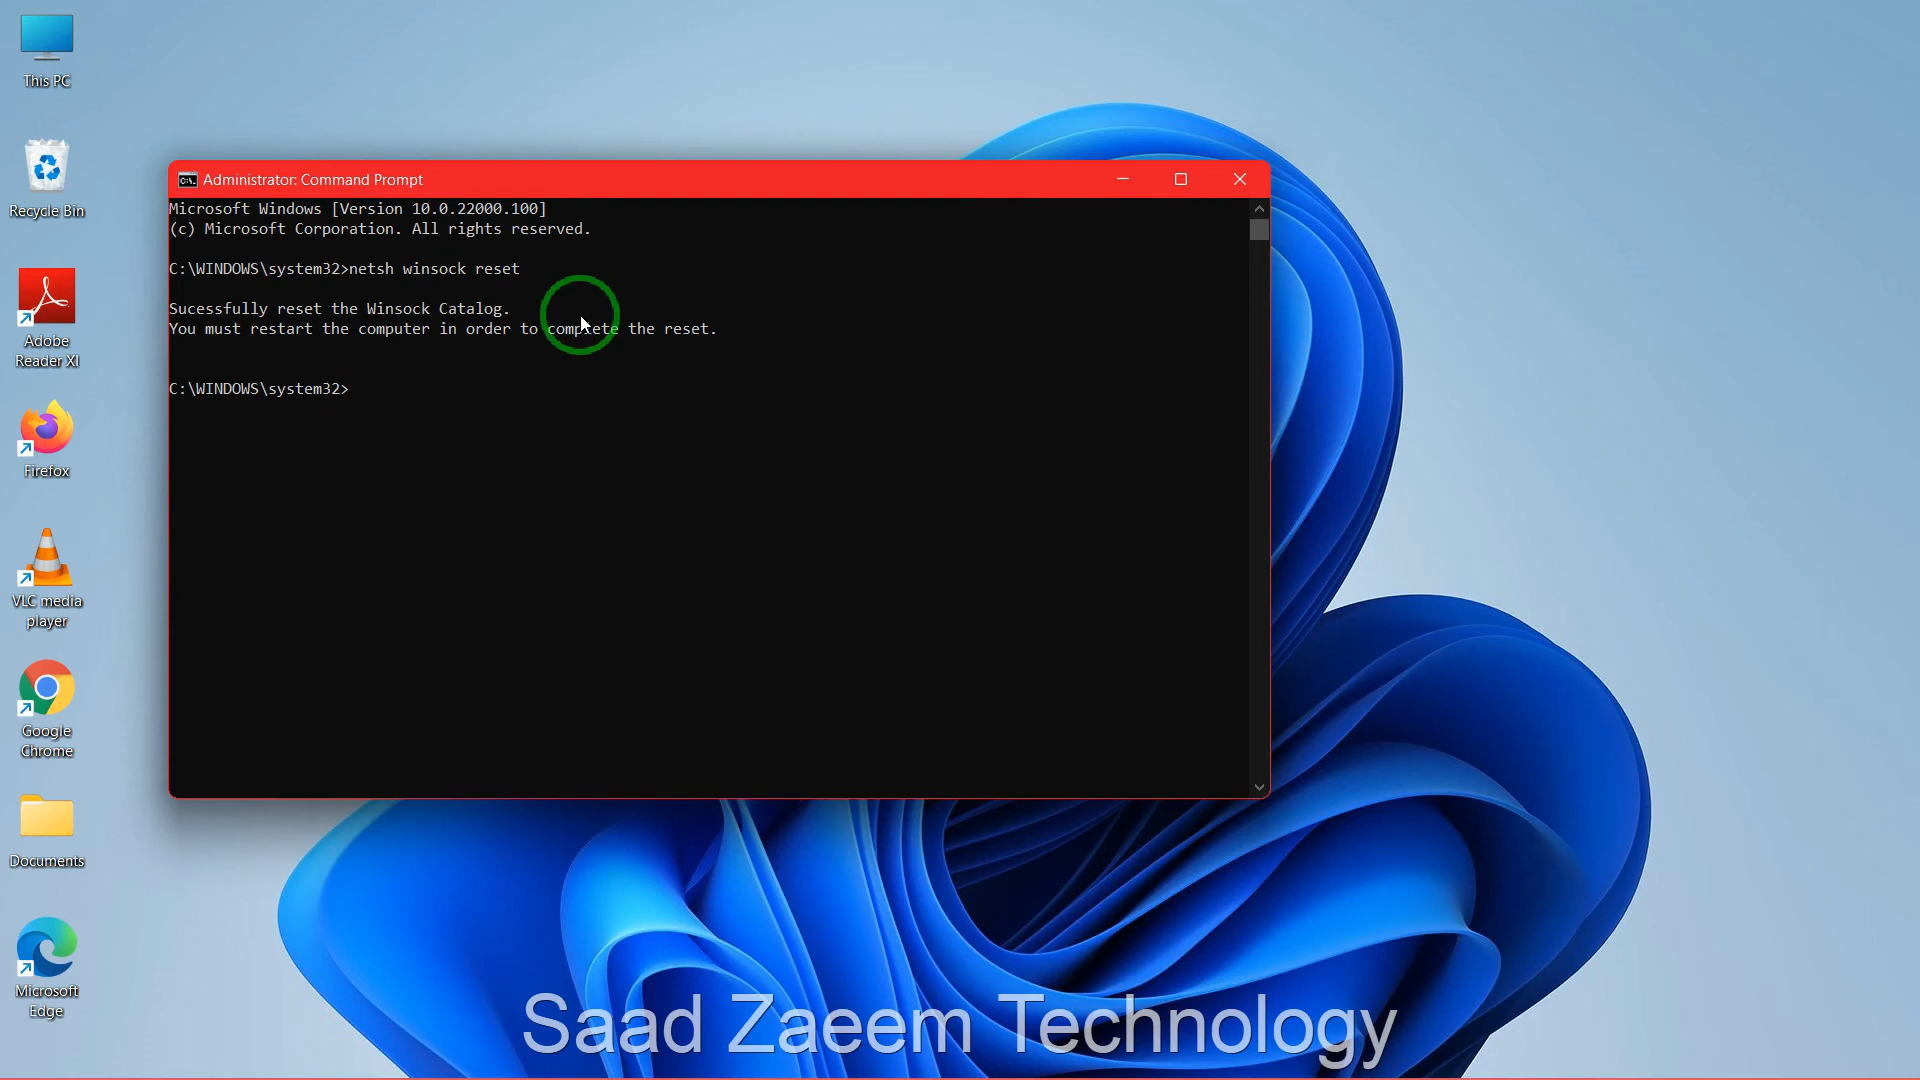 This PC
Recycle Bin
Adobe
Reader XI
Firefox
VLC media
player
Google
Chrome
Documents
Microsoft
Edge
Administrator: Command Prompt
Microsoft Windows [Version 10.0.22000.100]
(c) Microsoft Corporation. All rights reserved.
C:\WINDOWS\system32>netsh winsock reset
Sucessfully reset the Winsock Catalog.
You must restart the computer in order to complete the reset.
C:\WINDOWS\system32>
Saad Zaeem Technology